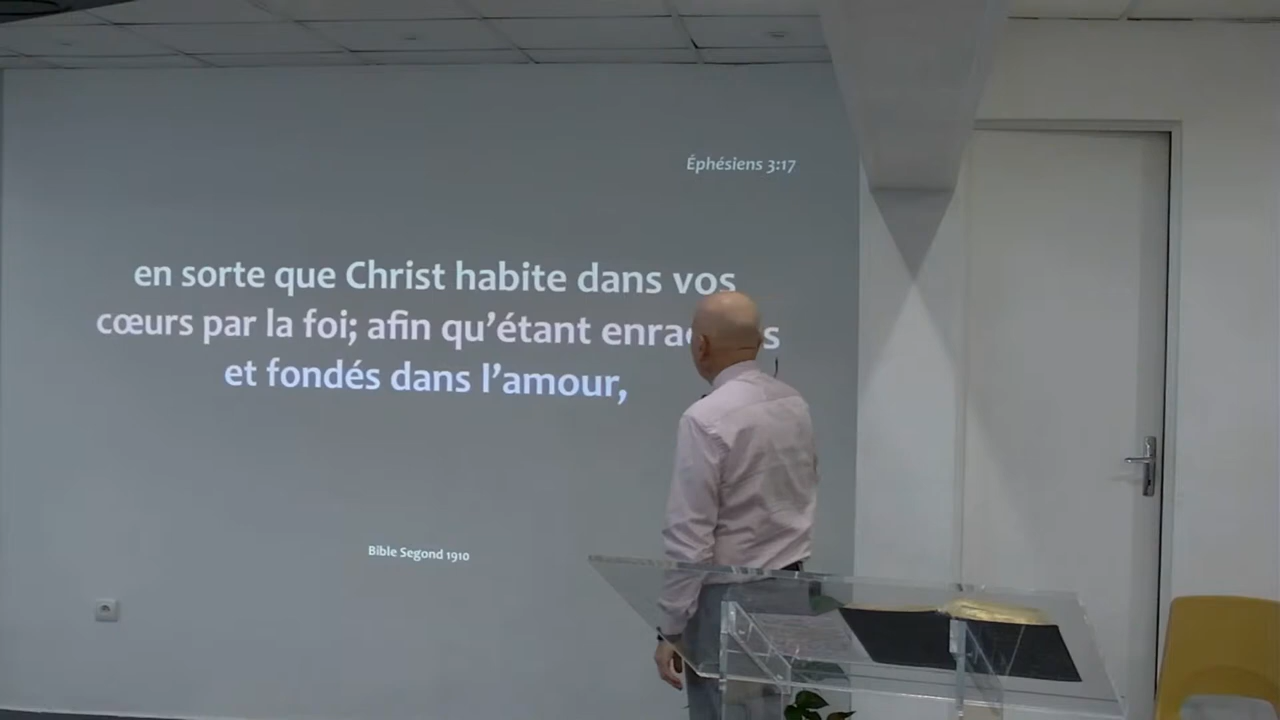 Éphésiens 3:17
en sorte que Christ habite dans vos
cœurs par la foi; afin qu’étant
et fondés dans l’amour,
Bible Segond 1910